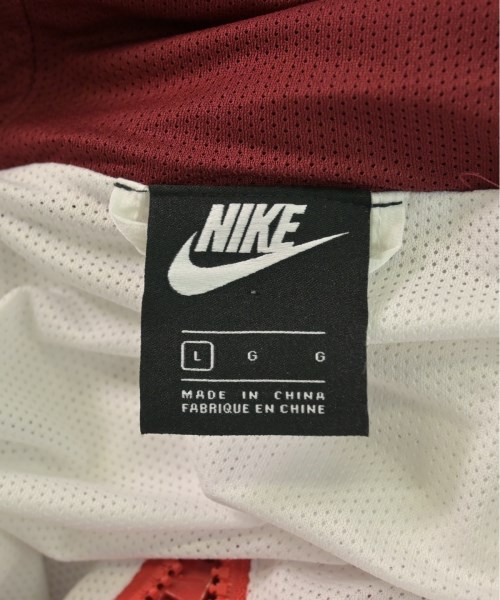 NIKE
L G G
MADE IN CHINA
FABRIQUE EN CHINE